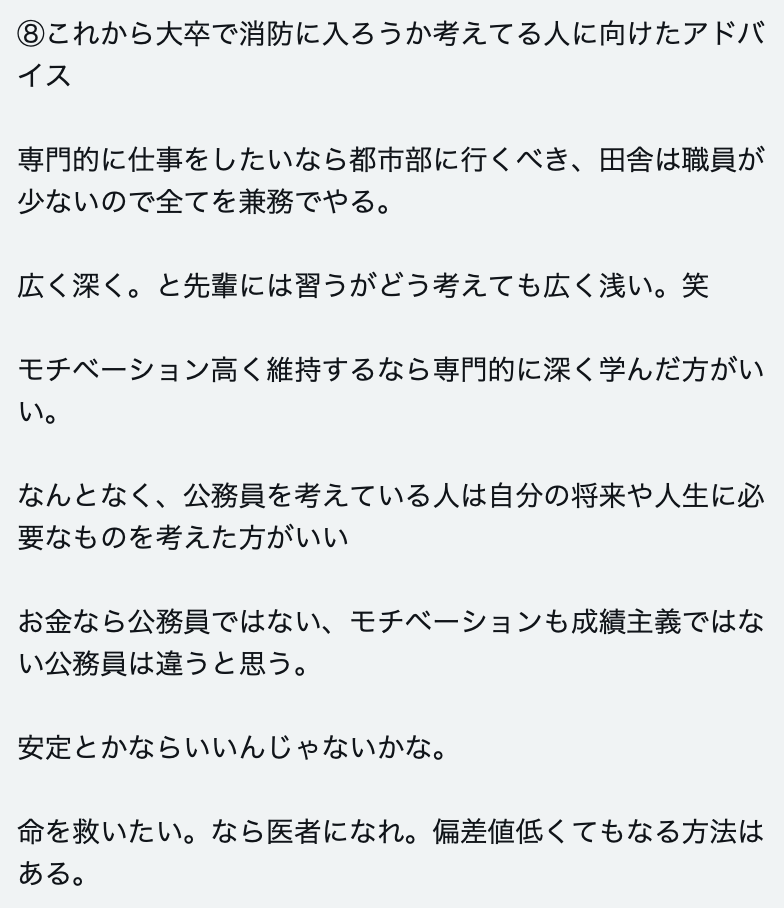 ⑧これから大卒で消防に入ろうか考えてる人に向けたアドバ
イス
専門的に仕事をしたいなら都市部に行くべき、田舎は職員が
少ないので全てを兼務でやる。
広く深く。と先輩には習うがどう考えても広く浅い。笑
モチベーション高く維持するなら専門的に深く学んだ方がい
い。
なんとなく、公務員を考えている人は自分の将来や人生に必
要なものを考えた方がいい
お金なら公務員ではない、モチベーションも成績主義ではな
い公務員は違うと思う。
安定とかならいいんじゃないかな。
命を救いたい。なら医者になれ。偏差値低くてもなる方法は
ある。